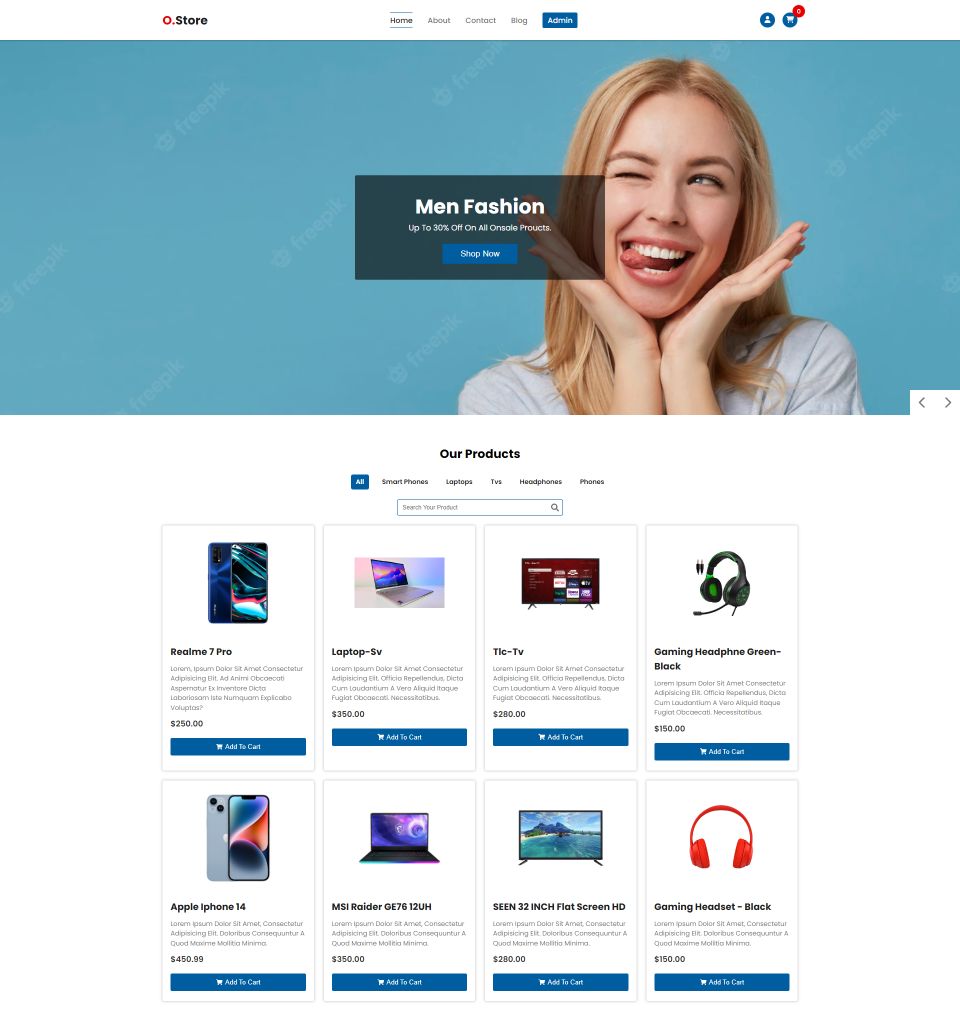 O.Store
Home About Contact Blog Admin
0
freepik
freepik
freepik
freepik
freepik
freepik
freepik
Men Fashion
Up To 30% Off On All Onsale Proucts.
Shop Now
Our Products
All Smart Phones Laptops Tvs Headphones Phones
Search Your Product
Realme 7 Pro
Lorem, Ipsum Dolor Sit Amet Consectetur
Adipisicing Elit. Ad Animi Obcaecati
Aspernatur Ex Inventore Dicta
Laboriosam Iste Numquam Explicabo
Voluptas?
$250.00
Add To Cart
Laptop-Sv
Lorem Ipsum Dolor Sit Amet Consectetur
Adipisicing Elit. Officia Repellendus, Dicta
Cum Laudantium A Vero Aliquid Itaque
Fugiat Obcaecati. Necessitatibus.
$350.00
Add To Cart
Tlc-Tv
Lorem Ipsum Dolor Sit Amet Consectetur
Adipisicing Elit. Officia Repellendus, Dicta
Cum Laudantium A Vero Aliquid Itaque
Fugiat Obcaecati. Necessitatibus.
$280.00
Add To Cart
Gaming Headphne Green-
Black
Lorem Ipsum Dolor Sit Amet Consectetur
Adipisicing Elit. Officia Repellendus, Dicta
Cum Laudantium A Vero Aliquid Itaque
Fugiat Obcaecati. Necessitatibus.
$150.00
Add To Cart
Apple Iphone 14
Lorem Ipsum Dolor Sit Amet, Consectetur
Adipisicing Elit. Doloribus Consequuntur A
Quod Maxime Mollitia Minima.
$450.99
Add To Cart
MSI Raider GE76 12UH
Lorem Ipsum Dolor Sit Amet, Consectetur
Adipisicing Elit. Doloribus Consequuntur A
Quod Maxime Mollitia Minima.
$350.00
Add To Cart
SEEN 32 INCH Flat Screen HD
Lorem Ipsum Dolor Sit Amet, Consectetur
Adipisicing Elit. Doloribus Consequuntur A
Quod Maxime Mollitia Minima.
$280.00
Add To Cart
Gaming Headset - Black
Lorem Ipsum Dolor Sit Amet, Consectetur
Adipisicing Elit. Doloribus Consequuntur A
Quod Maxime Mollitia Minima.
$150.00
Add To Cart